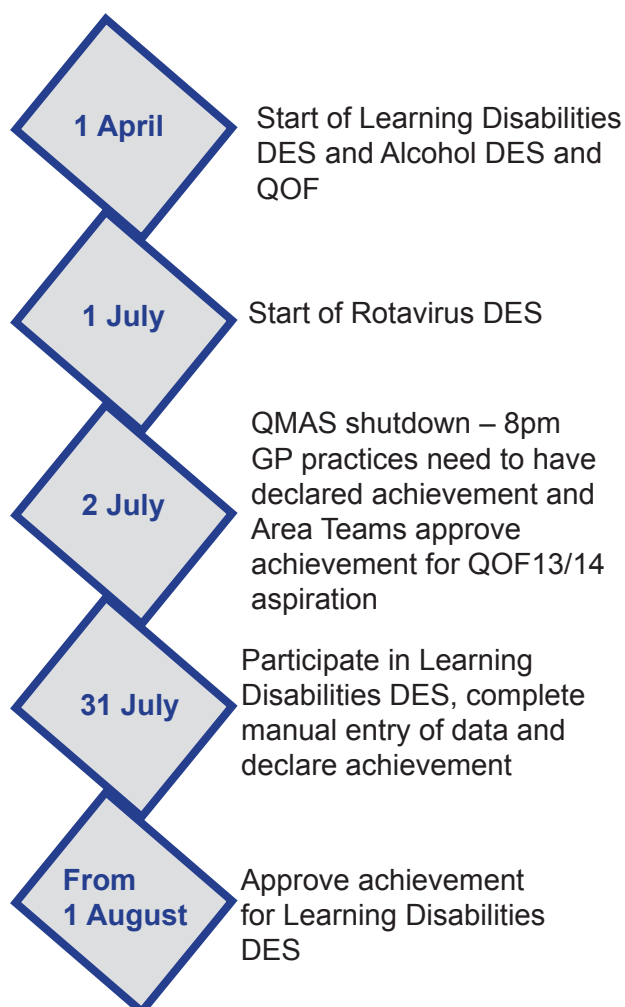 1 April
Start of Learning Disabilities
DES and Alcohol DES and
QOF
1 July
Start of Rotavirus DES
2 July
QMAS shutdown – 8pm
GP practices need to have
declared achievement and
Area Teams approve
achievement for QOF13/14
aspiration
31 July
Participate in Learning
Disabilities DES, complete
manual entry of data and
declare achievement
From
1 August
Approve achievement
for Learning Disabilities
DES